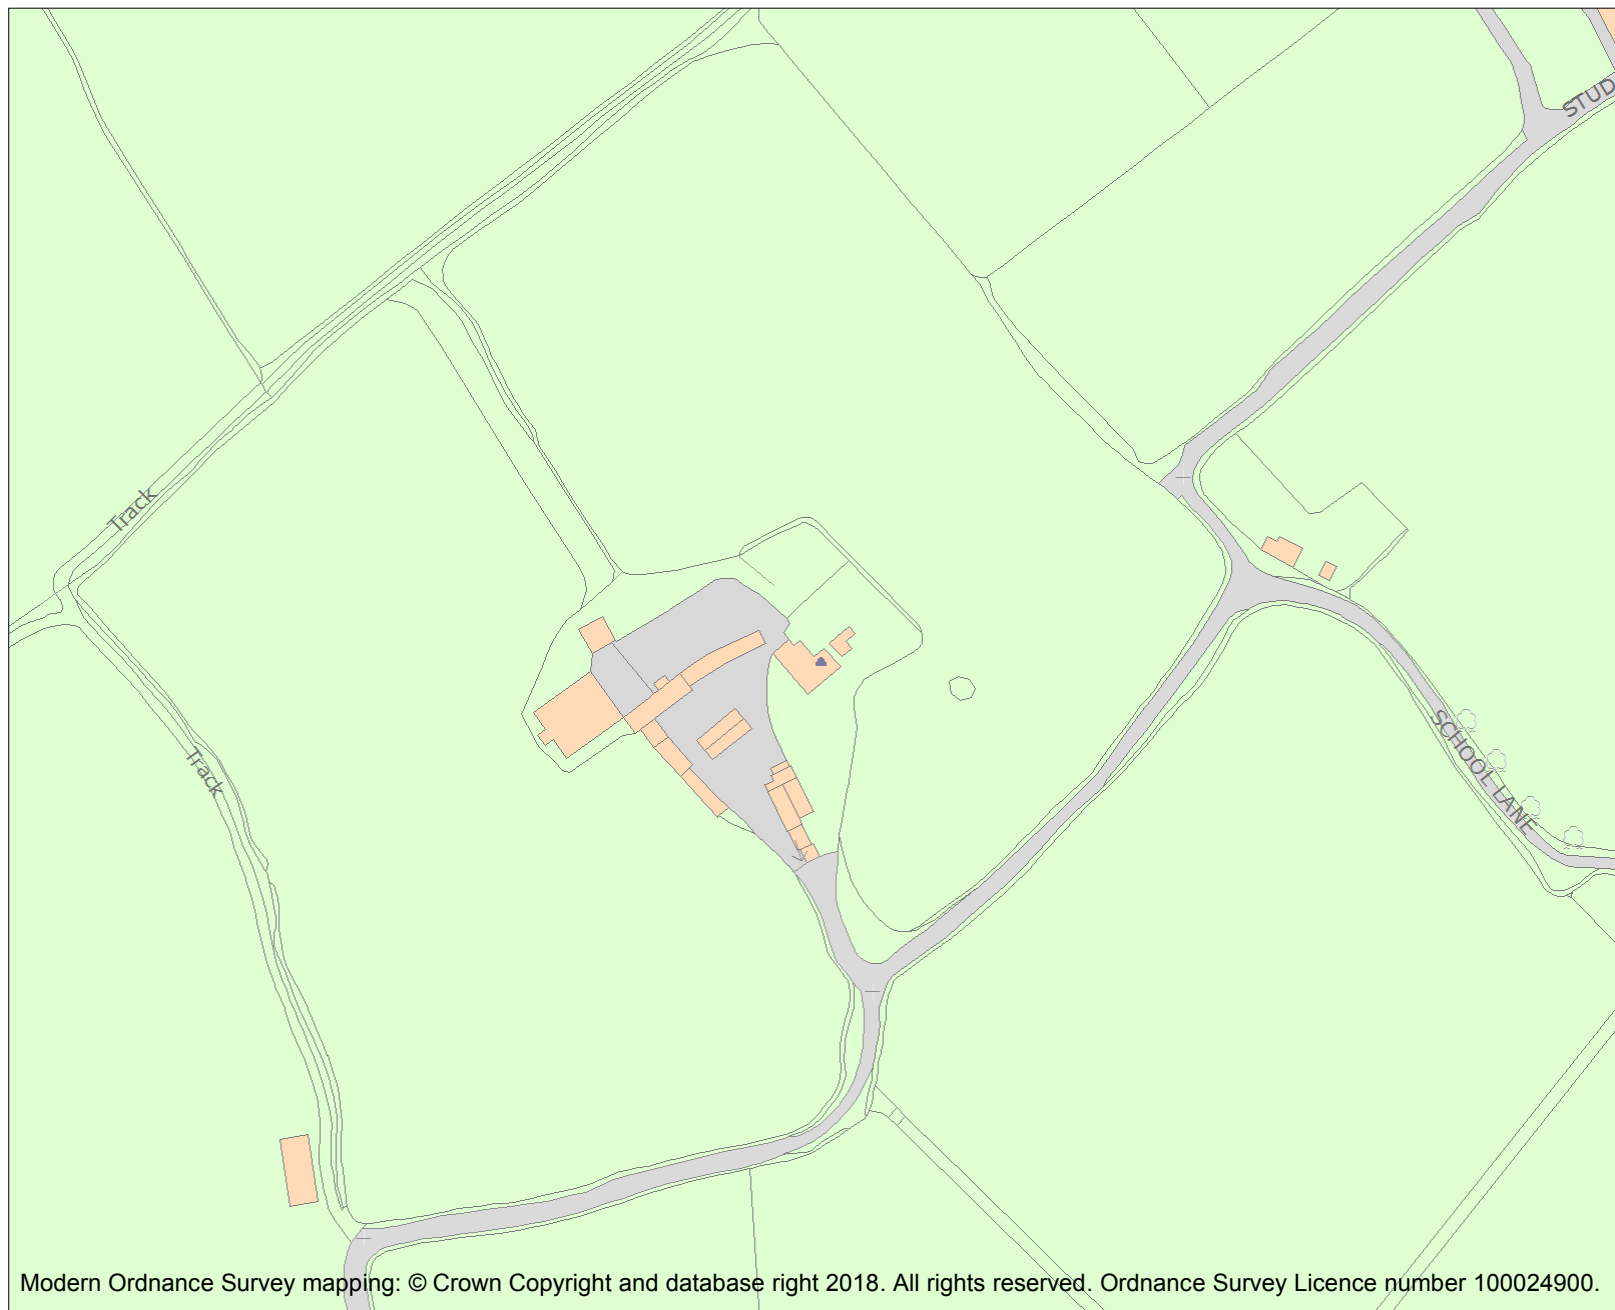 STUD
Track
SCHOOL LANE
Track
Modern Ordnance Survey mapping: © Crown Copyright and database right 2018. All rights reserved. Ordnance Survey Licence number 100024900.